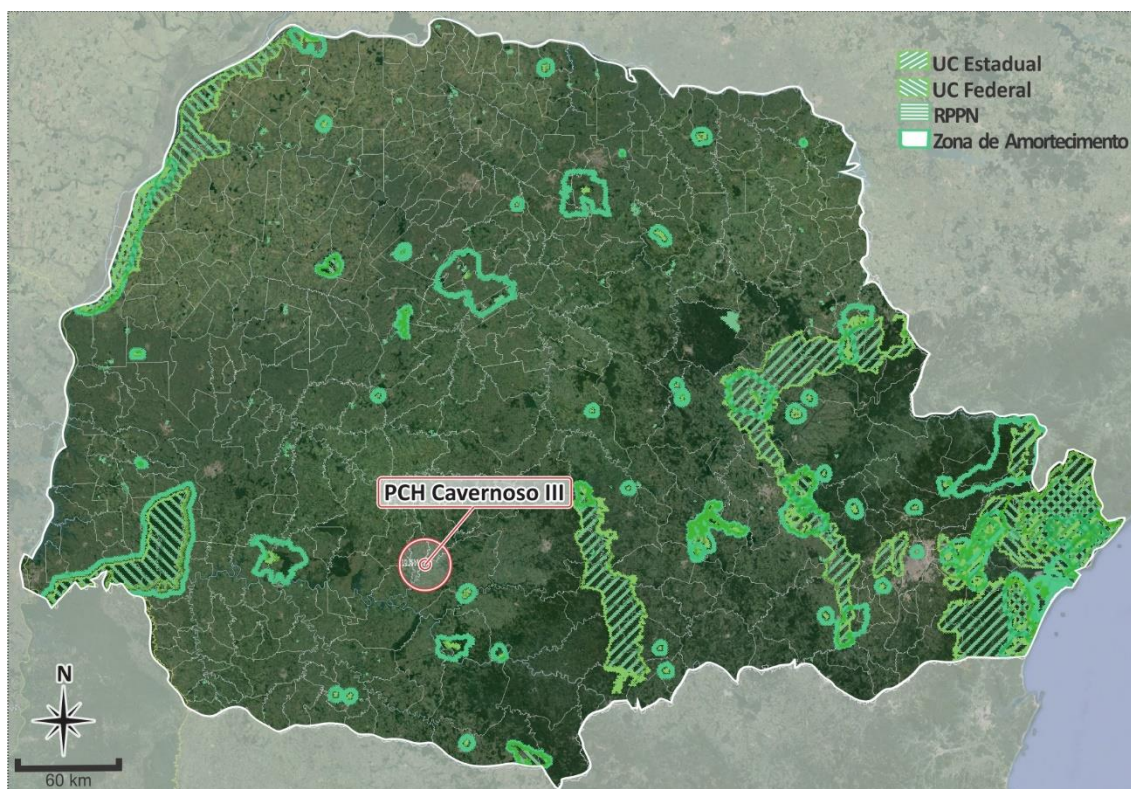 UC Estadual
UC Federal
RPPN
Zona de Amortecimento
PCH Cavernoso III
N
60 km